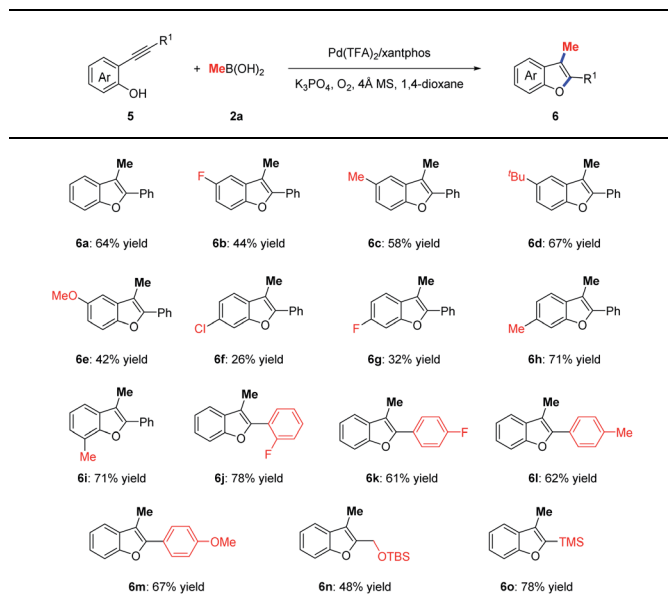 R¹
Ar
OH
5
+ MeB(OH)₂
2a
Pd(TFA)₂/xantphos
K₃PO₄, O₂, 4Å MS, 1,4-dioxane
Me
Ar
O
R¹
6
Me
O
Ph
6a: 64% yield
F
Me
O
Ph
6b: 44% yield
Me
Me
O
Ph
6c: 58% yield
ᵗBu
Me
O
Ph
6d: 67% yield
MeO
Me
O
Ph
6e: 42% yield
Me
Cl
O
Ph
6f: 26% yield
Me
F
O
Ph
6g: 32% yield
Me
Me
O
Ph
6h: 71% yield
Me
O
Ph
Me
6i: 71% yield
Me
O
F
6j: 78% yield
Me
O
F
6k: 61% yield
Me
O
Me
6l: 62% yield
Me
O
OMe
6m: 67% yield
Me
O
OTBS
6n: 48% yield
Me
O
TMS
6o: 78% yield